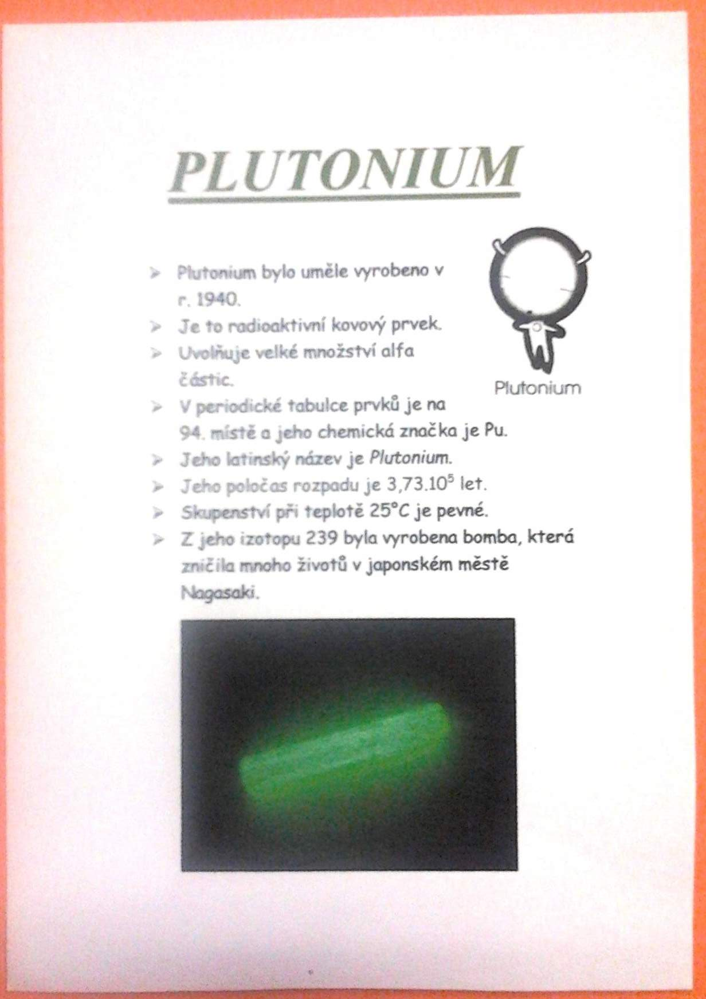 PLUTONIUM
Plutonium bylo uměle vyrobeno v
r. 1940.
Je to radioaktivní kovový prvek.
Uvolňuje velké množství alfa
částic.
V periodické tabulce prvků je na
94. místě a jeho chemická značka je Pu.
Jeho latinský název je Plutonium.
Jeho poločas rozpadu je 3,73.10⁵ let.
Skupenství při teplotě 25°C je pevné.
Z jeho izotopu 239 byla vyrobena bomba, která
zničila mnoho životů v japonském městě
Nagasaki.
Plutonium